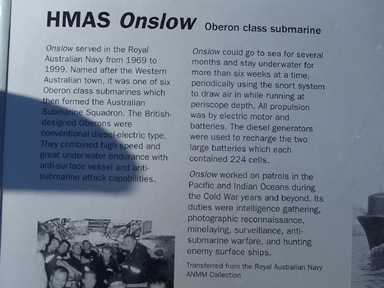 HMAS Onslow Oberon class submarine
Onslow served in the Royal
Australian Navy from 1969 to
1999. Named after the Western
Australian town, it was one of six
Oberon class submarines which
then formed the Australian
Submarine Squadron. The British-
designed Oberons were
conventional diesel-electric type.
They combined high speed and
great underwater endurance with
anti-surface vessel and anti-
submarine attack capabilities.
Onslow could go to sea for several
months and stay underwater for
more than six weeks at a time,
periodically using the snort system
to draw air in while running at
periscope depth. All propulsion
was by electric motor and
batteries. The diesel generators
were used to recharge the two
large batteries which each
contained 224 cells.
Onslow worked on patrols in the
Pacific and Indian Oceans during
the Cold War years and beyond. Its
duties were intelligence gathering,
photographic reconnaissance,
minelaying, surveillance, anti-
submarine warfare, and hunting
enemy surface ships.
Transferred from the Royal Australian Navy
ANMM Collection